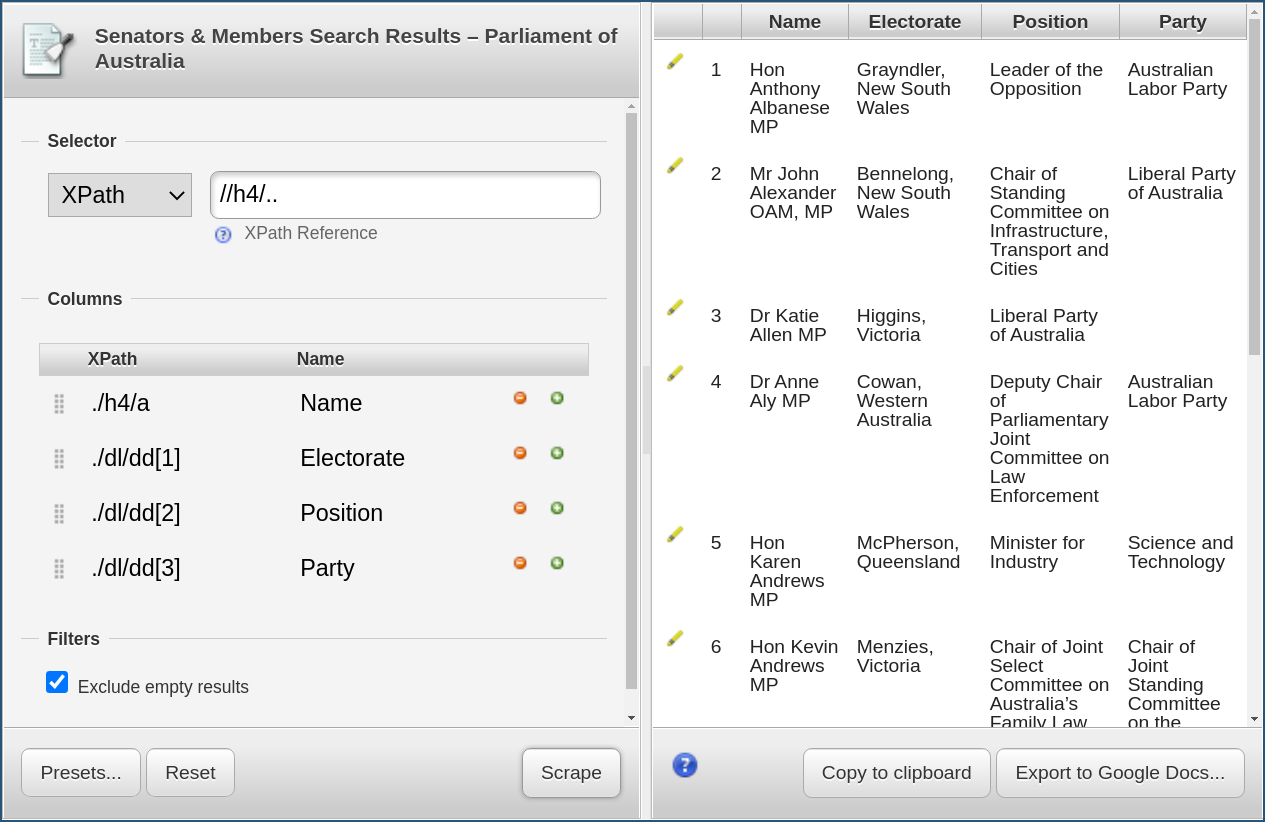 Senators & Members Search Results – Parliament of
Australia
Selector
XPath
//h4/..
XPath Reference
Columns
XPath Name
./h4/a Name
./dl/dd[1] Electorate
./dl/dd[2] Position
./dl/dd[3] Party
Filters
Exclude empty results
Presets...
Reset
Scrape
Name Electorate Position Party
1 Hon Grayndler, Leader of the Australian
Anthony New South Opposition Labor Party
Albanese Wales
MP
2 Mr John Bennelong, Chair of Liberal Party
Alexander New South Standing of Australia
OAM, MP Wales Committee on
Infrastructure,
Transport and
Cities
3 Dr Katie Higgins, Liberal Party
Allen MP Victoria of Australia
4 Dr Anne Cowan, Deputy Chair Australian
Aly MP Western of Labor Party
Australia Parliamentary
Joint
Committee on
Law
Enforcement
5 Hon McPherson, Minister for Science and
Karen Queensland Industry Technology
Andrews
MP
6 Hon Kevin Menzies, Chair of Joint Chair of
Andrews Victoria Select Joint
MP Committee on Standing
Australia’s Committee
Family Law on the
Copy to clipboard
Export to Google Docs...